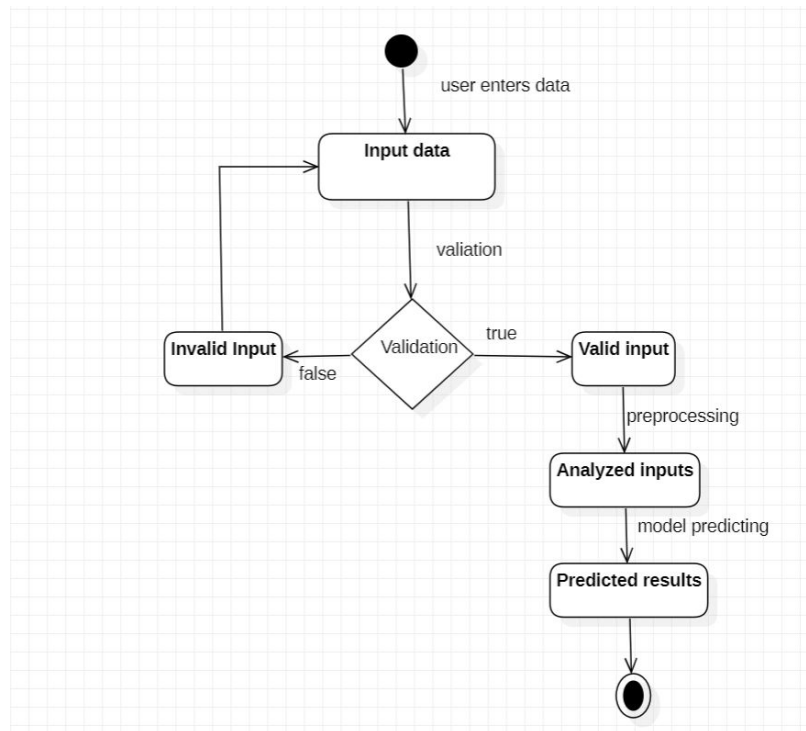 user enters data
Input data
valiation
Validation
true
false
Invalid Input
Valid input
preprocessing
Analyzed inputs
model predicting
Predicted results